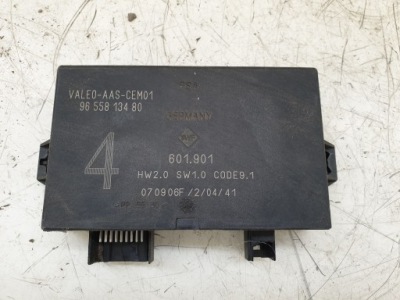 VALEO-AAS-CEM01
96 558 134 80
GERMANY
4
601.901
HW2.0 SW1.0 CODE9.1
070906F/2/04/41